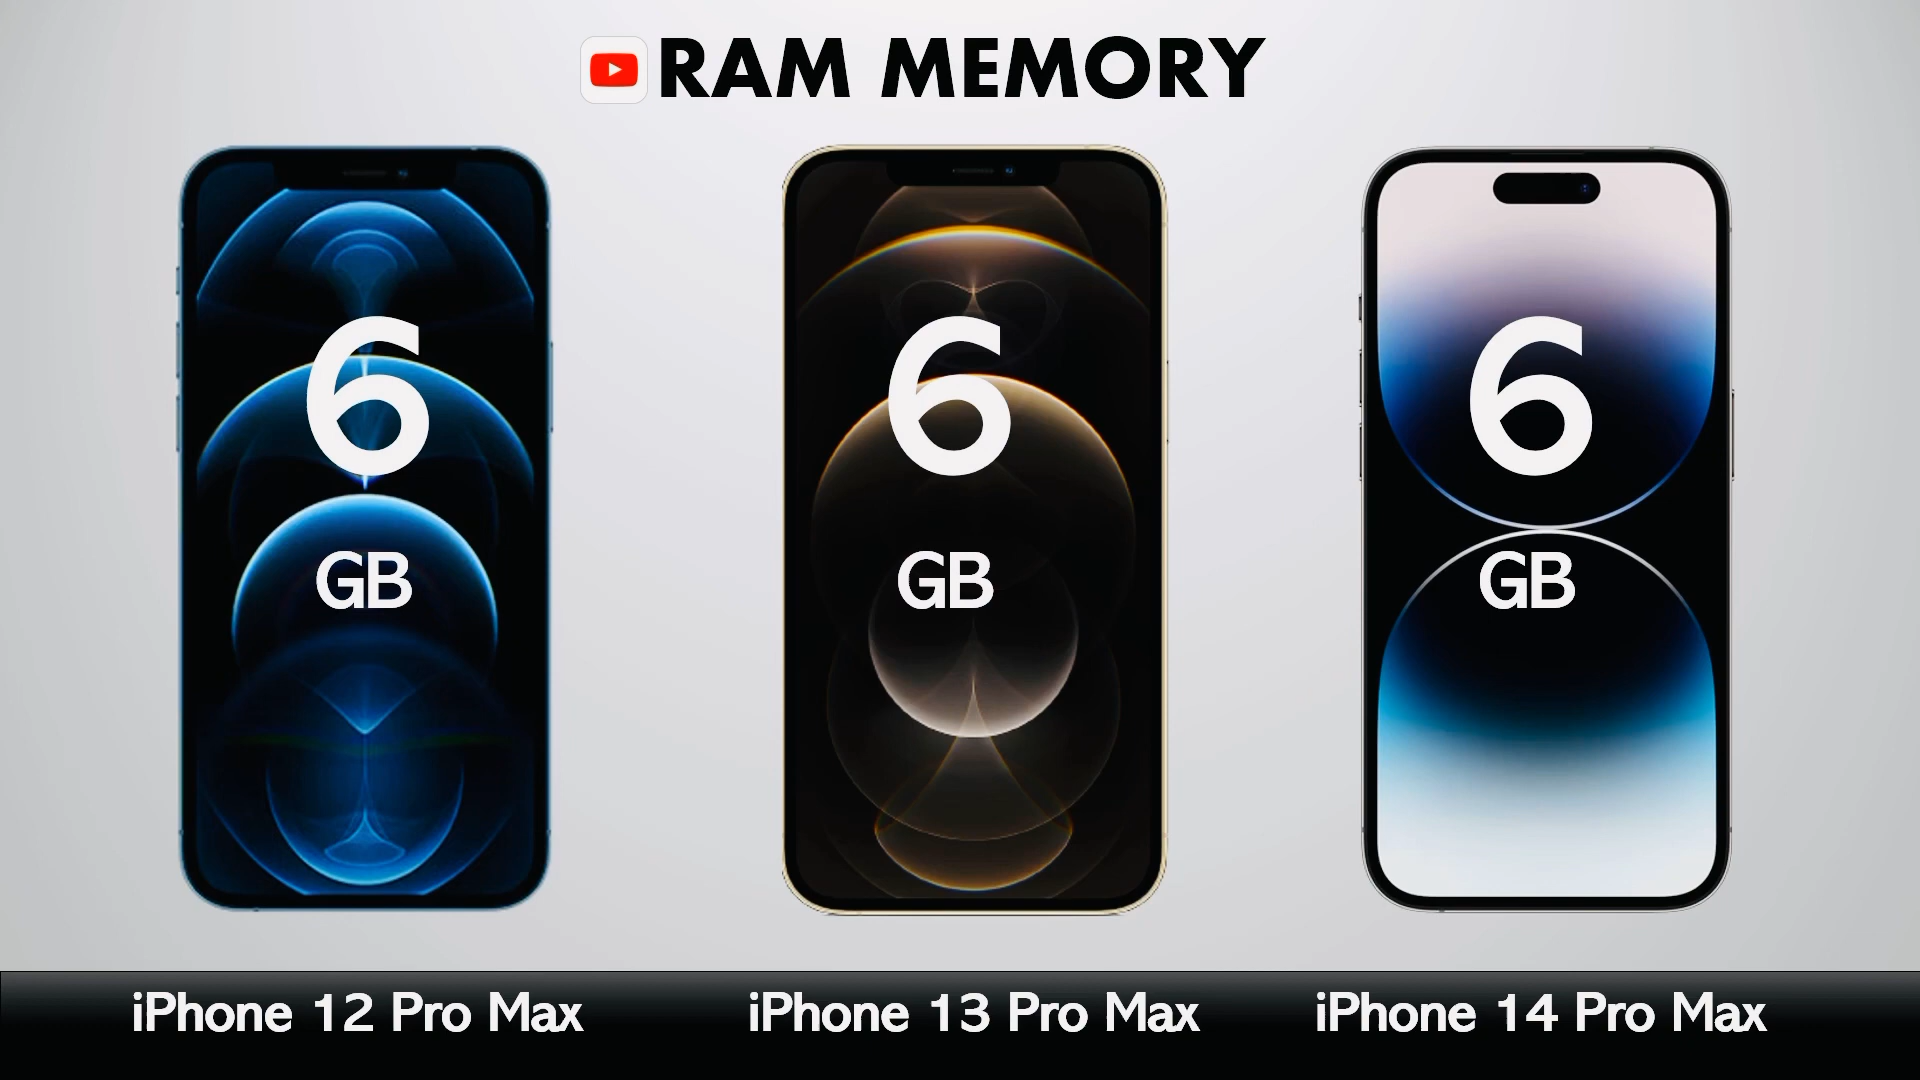 RAM MEMORY
6
GB
6
GB
6
GB
iPhone 12 Pro Max
iPhone 13 Pro Max
iPhone 14 Pro Max